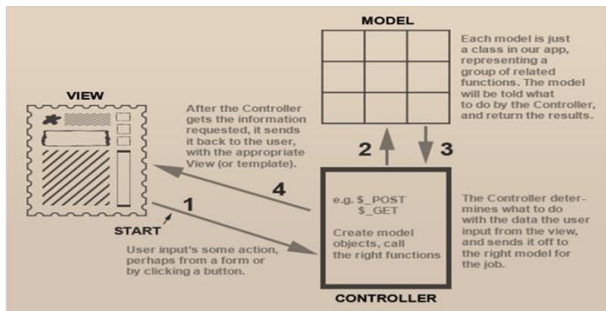 MODEL
Each model is just
a class in our app,
representing a
group of related
functions. The model
will be told what
to do by the Controller,
and return the results.
VIEW
After the Controller
gets the information
requested, it sends
it back to the user,
with the appropriate
View (or template).
2
3
4
1
START
User input's some action,
perhaps from a form or
by clicking a button.
e.g. $_POST
$_GET
Create model
objects, call
the right functions
CONTROLLER
The Controller deter-
mines what to do
with the data the user
input from the view,
and sends it off to
the right model for
the job.